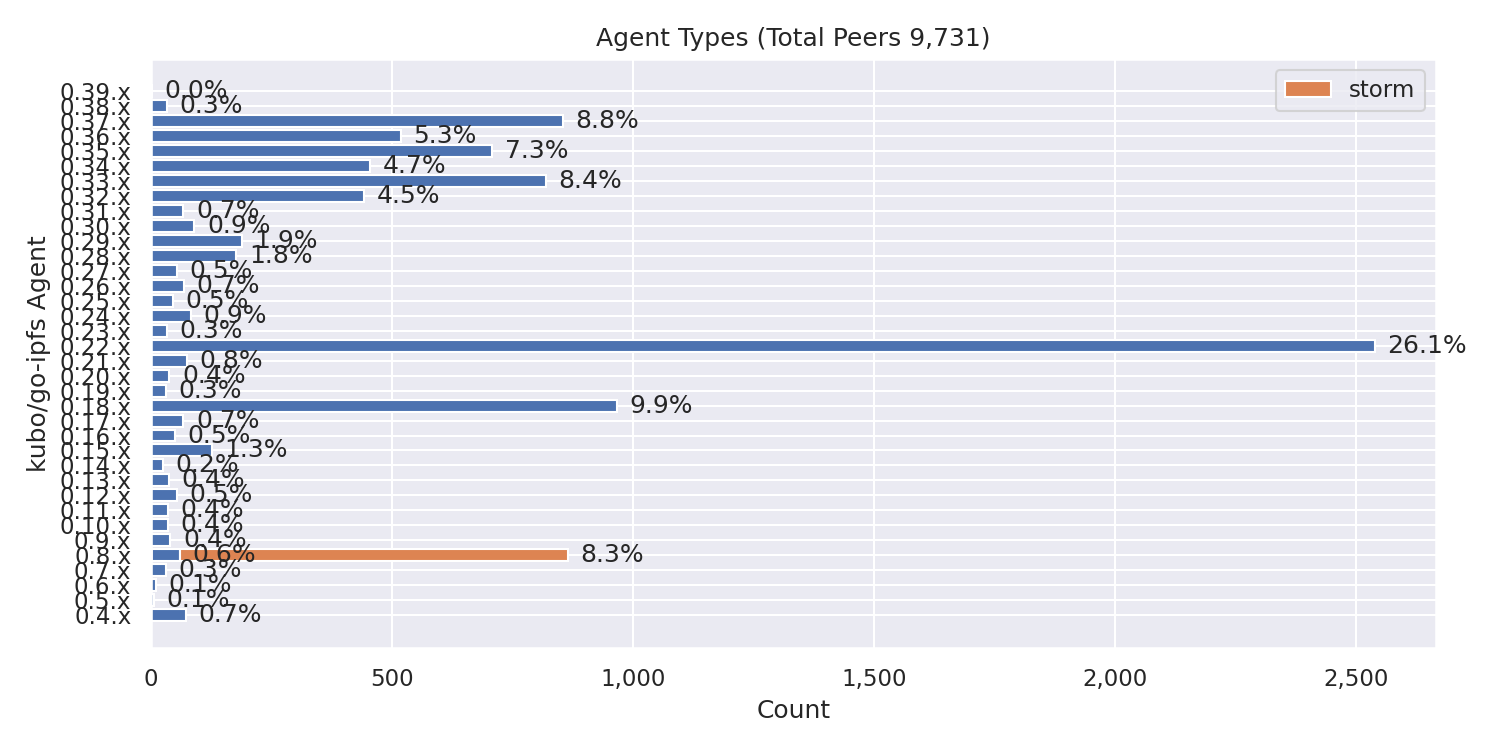 Agent Types (Total Peers 9,731)
storm
kubo/go-ipfs Agent
0.39.x 0.0%
0.38.x 0.3%
0.37.x 8.8%
0.36.x 5.3%
0.35.x 7.3%
0.34.x 4.7%
0.33.x 8.4%
0.32.x 4.5%
0.31.x 0.7%
0.30.x 0.9%
0.29.x 1.9%
0.28.x 1.8%
0.27.x 0.5%
0.26.x 0.7%
0.25.x 0.5%
0.24.x 0.9%
0.23.x 0.3%
0.22.x 26.1%
0.21.x 0.8%
0.20.x 0.4%
0.19.x 0.3%
0.18.x 9.9%
0.17.x 0.7%
0.16.x 0.5%
0.15.x 1.3%
0.14.x 0.2%
0.13.x 0.4%
0.12.x 0.5%
0.11.x 0.4%
0.10.x 0.4%
0.9.x 0.4%
0.8.x 0.6% 8.3%
0.7.x 0.3%
0.6.x 0.1%
0.5.x 0.1%
0.4.x 0.7%
0 500 1,000 1,500 2,000 2,500
Count